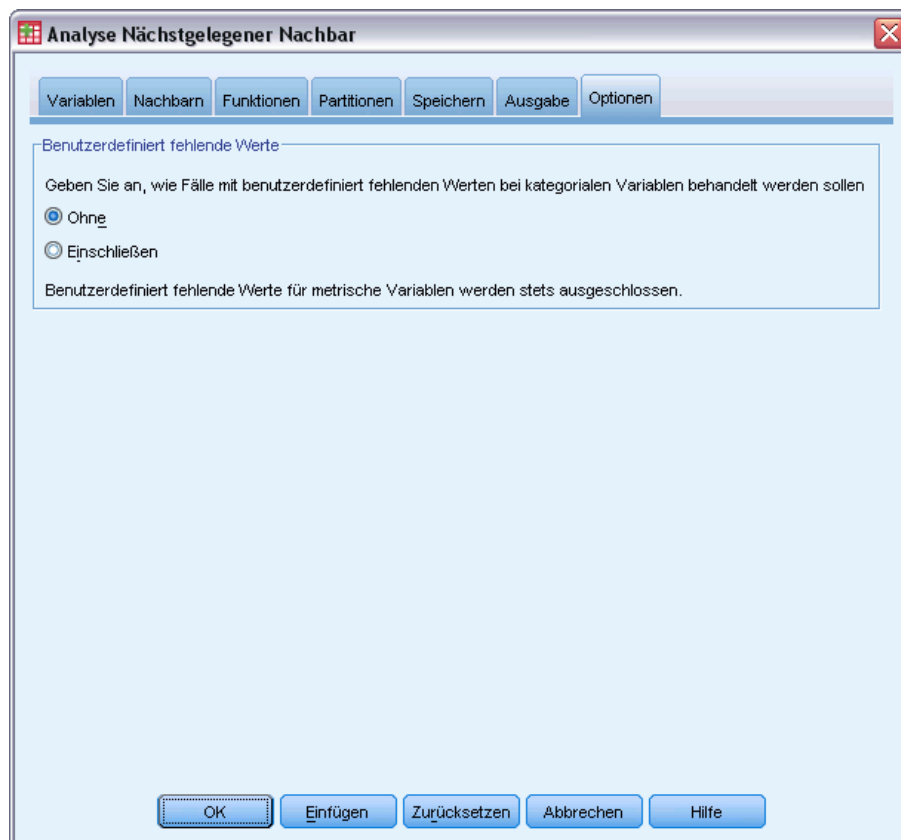 Analyse Nächstgelegener Nachbar
Variablen Nachbarn Funktionen Partitionen Speichern Ausgabe Optionen
Benutzerdefiniert fehlende Werte
Geben Sie an, wie Fälle mit benutzerdefiniert fehlenden Werten bei kategorialen Variablen behandelt werden sollen
Ohne
Einschließen
Benutzerdefiniert fehlende Werte für metrische Variablen werden stets ausgeschlossen.
OK Einfügen Zurücksetzen Abbrechen Hilfe